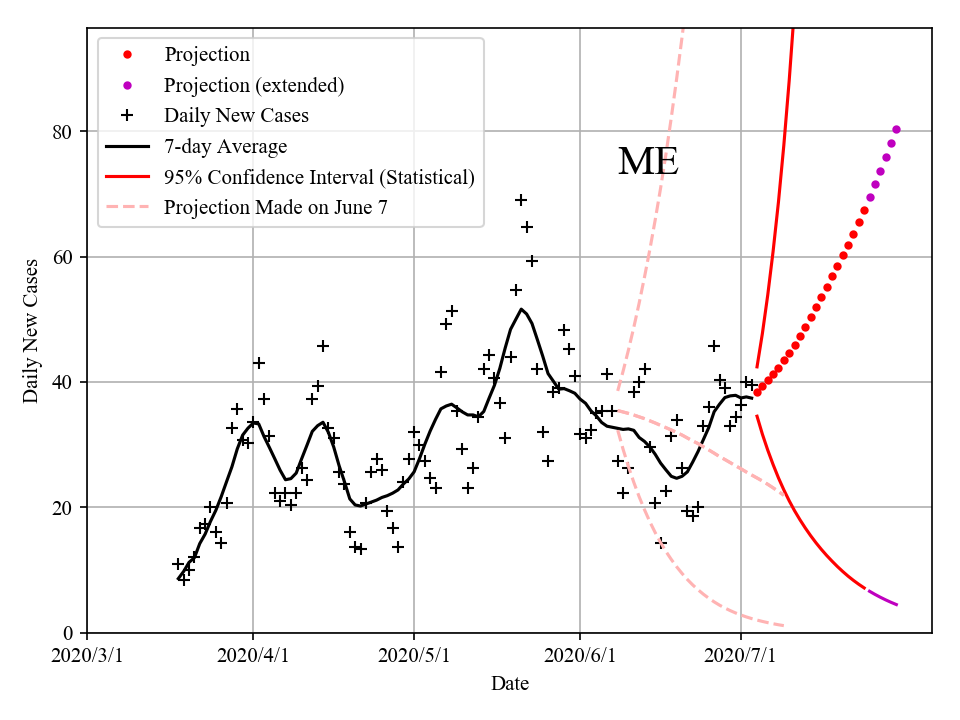 Projection
Projection (extended)
Daily New Cases
7-day Average
95% Confidence Interval (Statistical)
Projection Made on June 7
ME
Daily New Cases
80
60
40
20
0
2020/3/1
2020/4/1
2020/5/1
2020/6/1
2020/7/1
Date